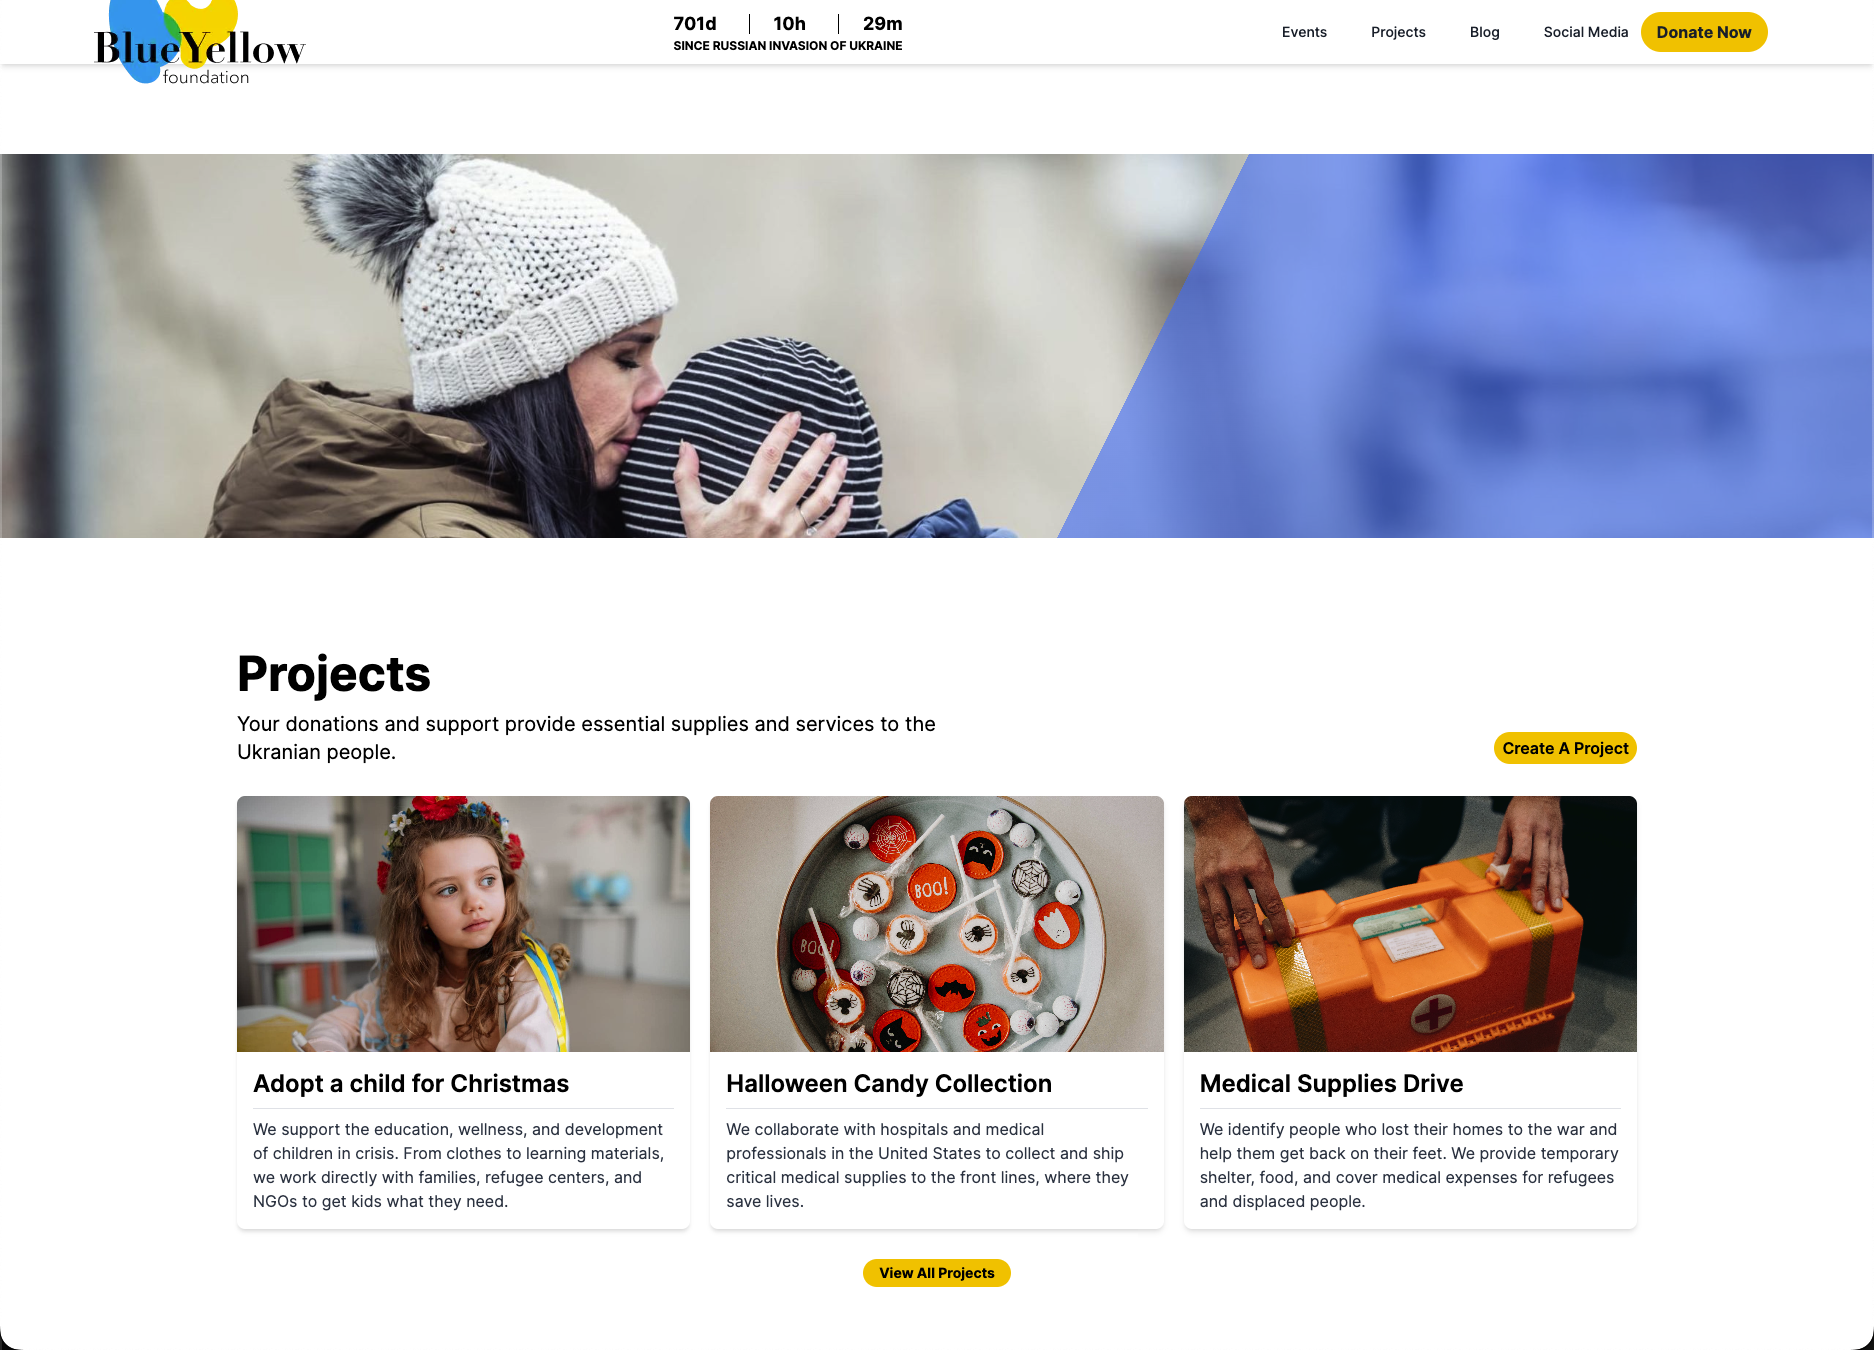 BlueYellow
foundation
701d
10h
29m
SINCE RUSSIAN INVASION OF UKRAINE
Events
Projects
Blog
Social Media
Donate Now
Projects
Your donations and support provide essential supplies and services to the
Ukranian people.
Create A Project
BOO!
BOO!
Adopt a child for Christmas
We support the education, wellness, and development
of children in crisis. From clothes to learning materials,
we work directly with families, refugee centers, and
NGOs to get kids what they need.
Halloween Candy Collection
We collaborate with hospitals and medical
professionals in the United States to collect and ship
critical medical supplies to the front lines, where they
save lives.
Medical Supplies Drive
We identify people who lost their homes to the war and
help them get back on their feet. We provide temporary
shelter, food, and cover medical expenses for refugees
and displaced people.
View All Projects